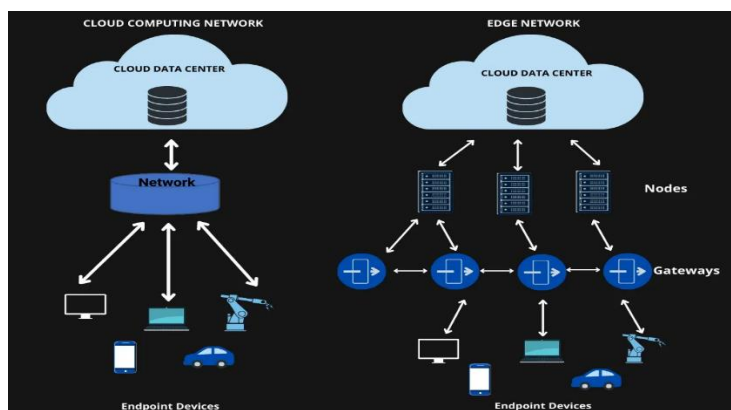 CLOUD COMPUTING NETWORK
CLOUD DATA CENTER
Network
Endpoint Devices
EDGE NETWORK
CLOUD DATA CENTER
Nodes
Gateways
Endpoint Devices